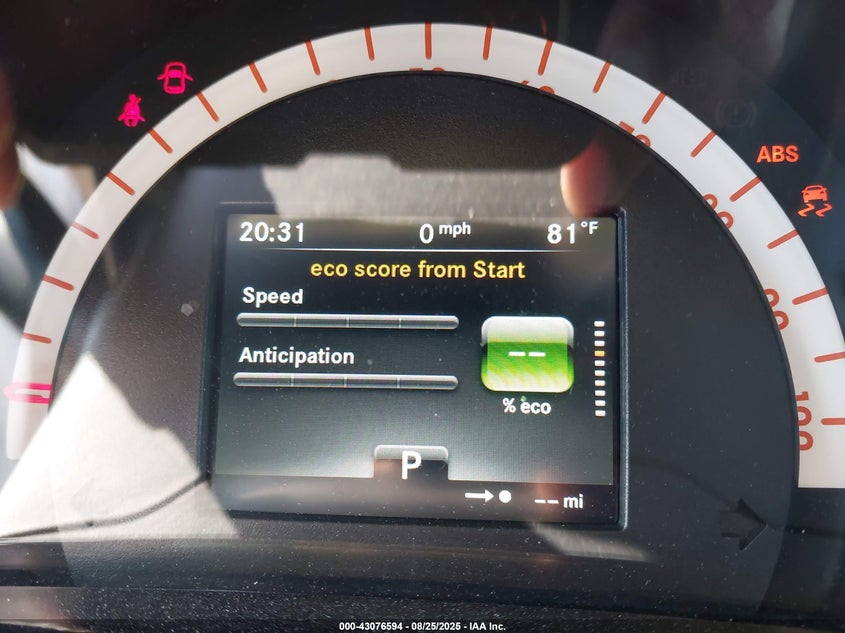 ABS
20:31 0 mph 81°F
eco score from Start
Speed
Anticipation
--
% eco
P
-- mi
100
000-43076594 - 08/25/2025 - IAA Inc.